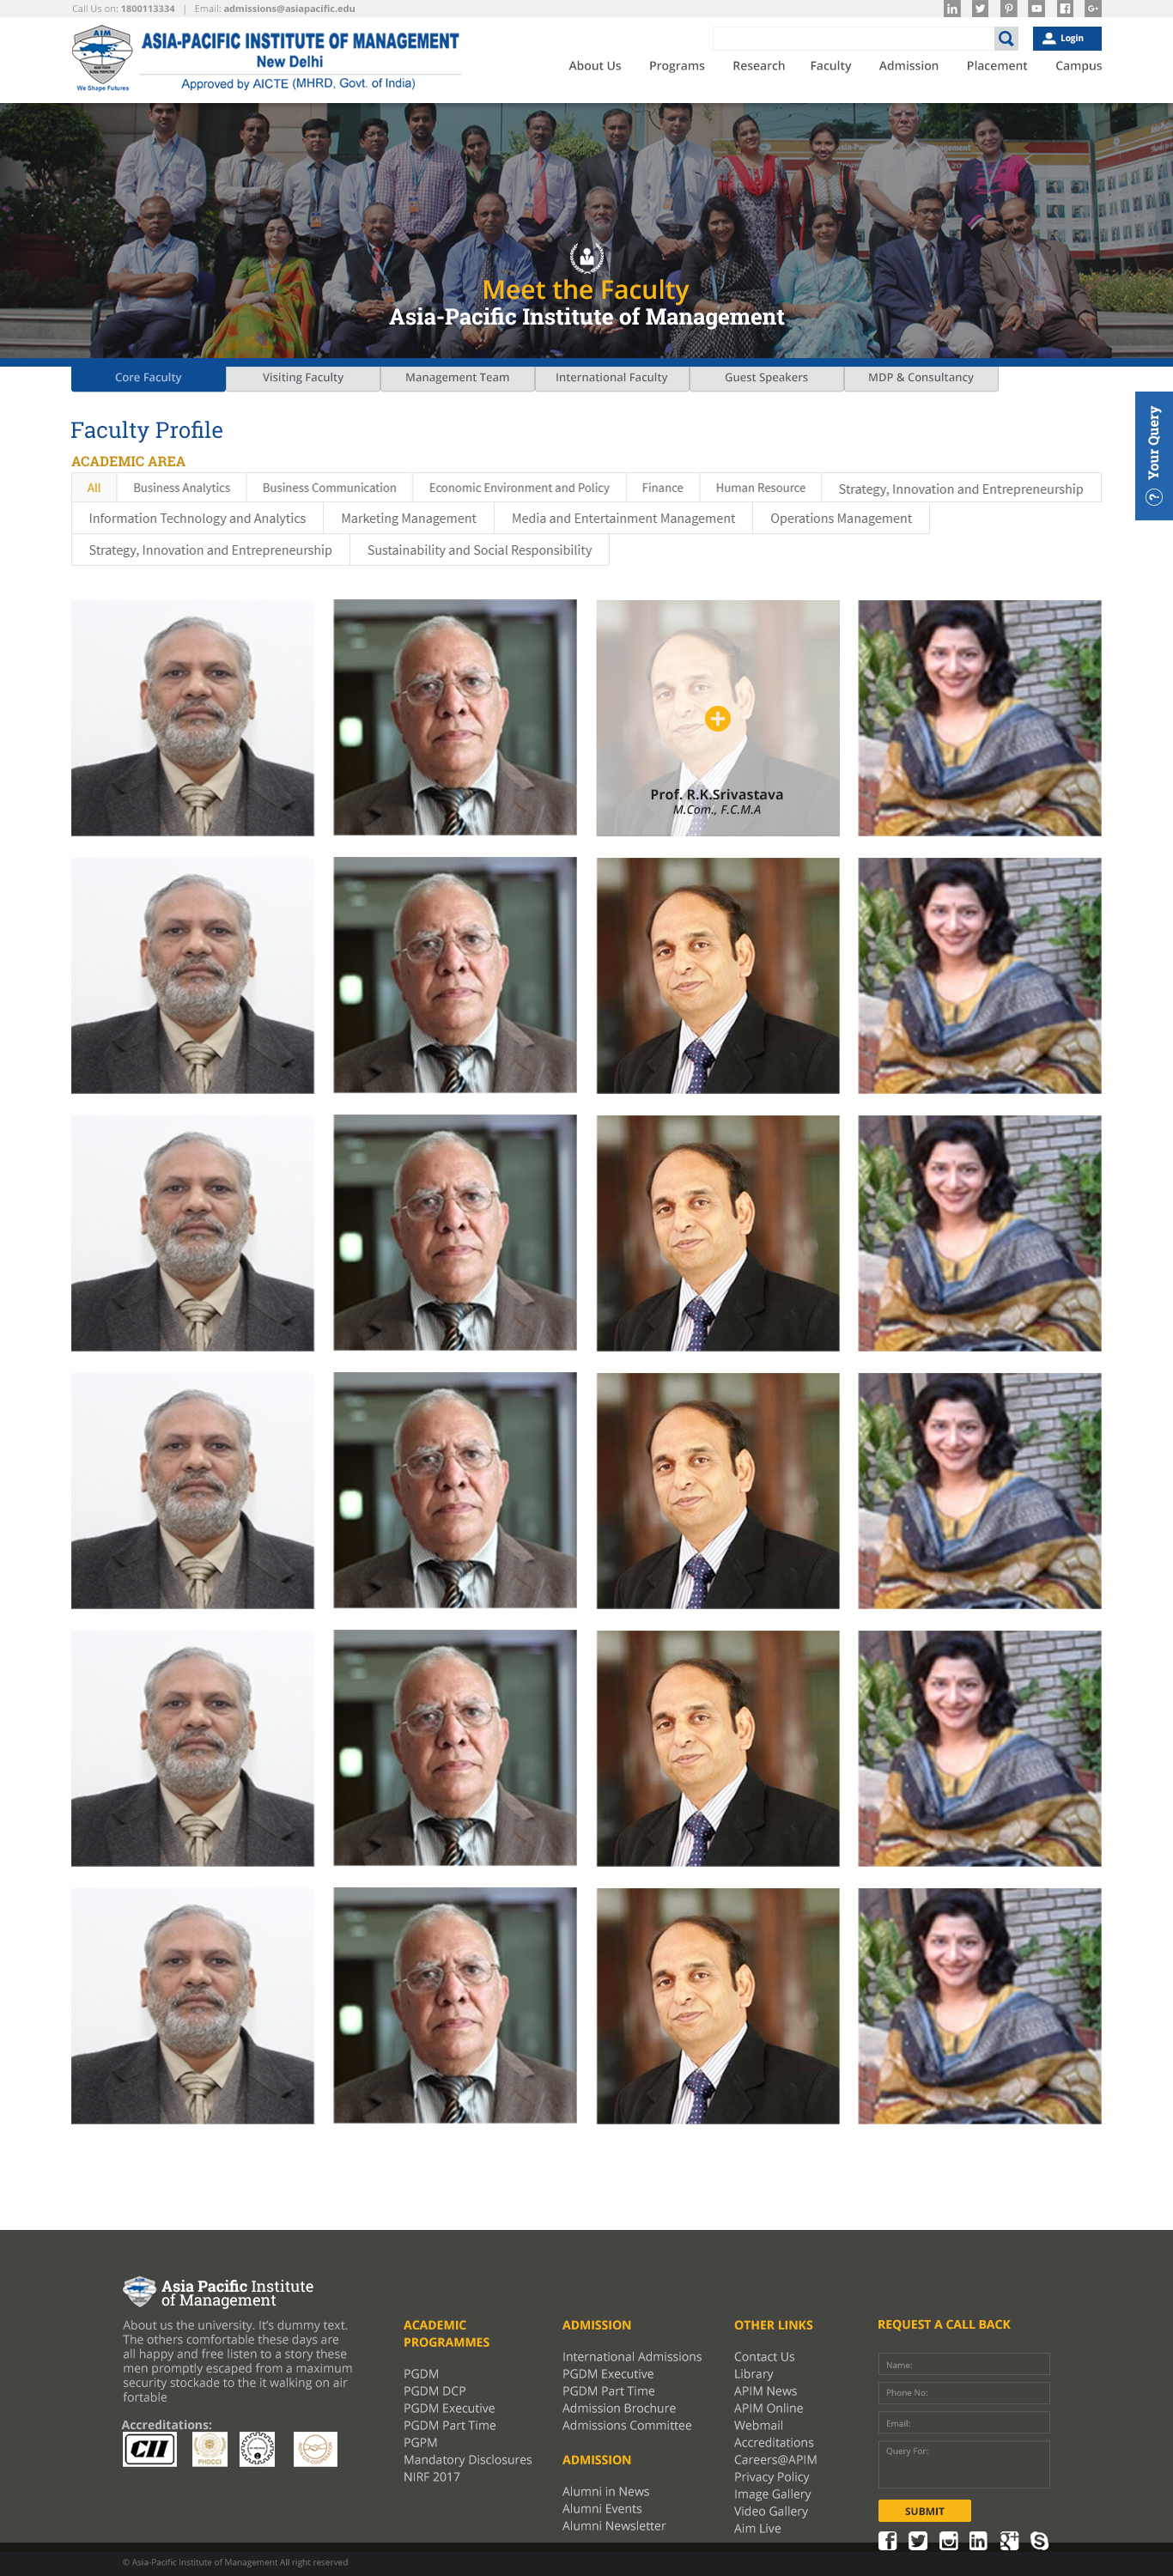 Call Us on: 1800113334 | Email: admissions@asiapacific.edu
AIM
We Shape Futures
ASIA-PACIFIC INSTITUTE OF MANAGEMENT
New Delhi
Approved by AICTE (MHRD, Govt. of India)
Login
About Us Programs Research Faculty Admission Placement Campus
Meet the Faculty
Asia-Pacific Institute of Management
Core Faculty Visiting Faculty Management Team International Faculty Guest Speakers MDP & Consultancy
Your Query
Faculty Profile
ACADEMIC AREA
All Business Analytics Business Communication Economic Environment and Policy Finance Human Resource Strategy, Innovation and Entrepreneurship
Information Technology and Analytics Marketing Management Media and Entertainment Management Operations Management
Strategy, Innovation and Entrepreneurship Sustainability and Social Responsibility
Prof. R.K.Srivastava
M.Com., F.C.M.A
Asia Pacific Institute
of Management
About us the university. It's dummy text.
The others comfortable these days are
all happy and free listen to a story these
men promptly escaped from a maximum
security stockade to the it walking on air
fortable
Accreditations:
CII
PHDCCI
ACADEMIC
PROGRAMMES
PGDM
PGDM DCP
PGDM Executive
PGDM Part Time
PGPM
Mandatory Disclosures
NIRF 2017
ADMISSION
International Admissions
PGDM Executive
PGDM Part Time
Admission Brochure
Admissions Committee
ADMISSION
Alumni in News
Alumni Events
Alumni Newsletter
OTHER LINKS
Contact Us
Library
APIM News
APIM Online
Webmail
Accreditations
Careers@APIM
Privacy Policy
Image Gallery
Video Gallery
Aim Live
REQUEST A CALL BACK
Name:
Phone No:
Email:
Query For:
SUBMIT
© Asia-Pacific Institute of Management All right reserved